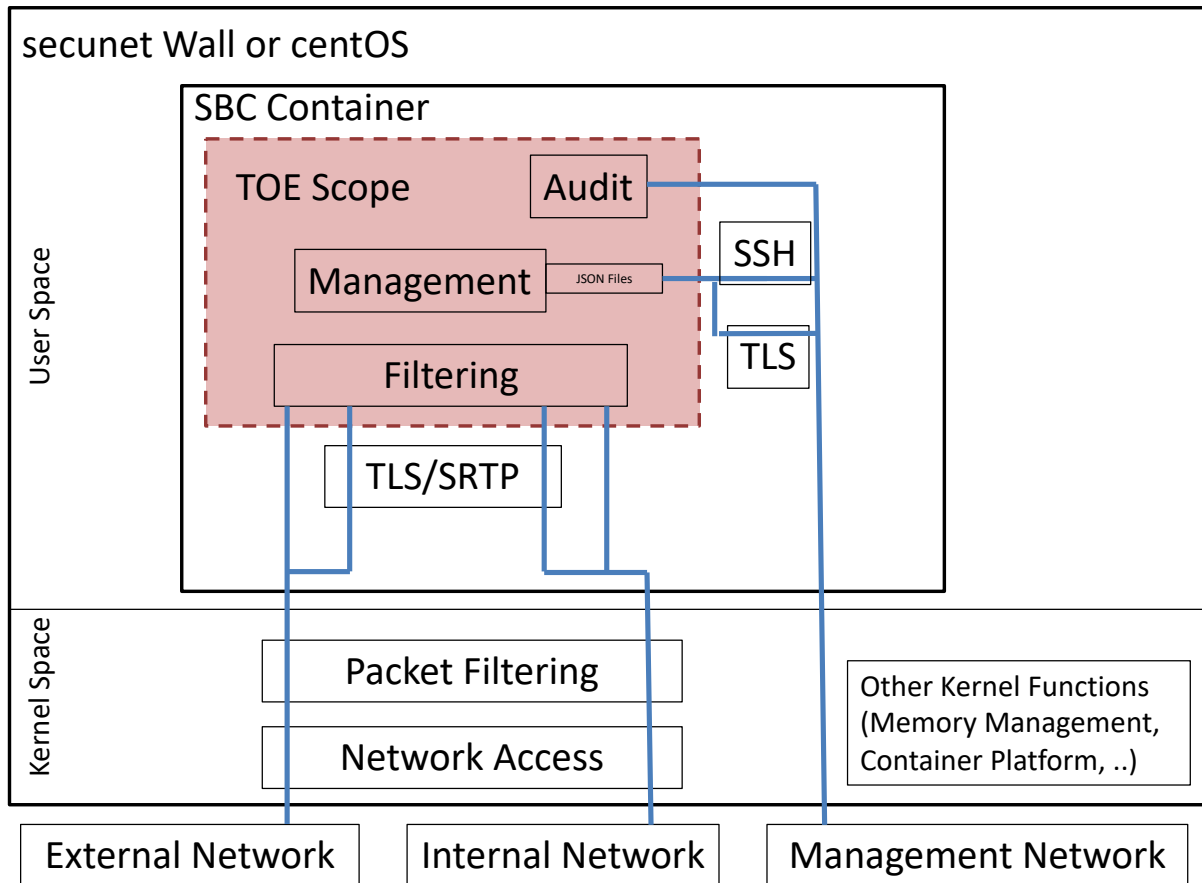 secunet Wall or centOS
SBC Container
TOE Scope
Audit
Management
JSON Files
SSH
TLS
Filtering
TLS/SRTP
User Space
Kernel Space
Packet Filtering
Network Access
Other Kernel Functions
(Memory Management,
Container Platform, ..)
External Network
Internal Network
Management Network